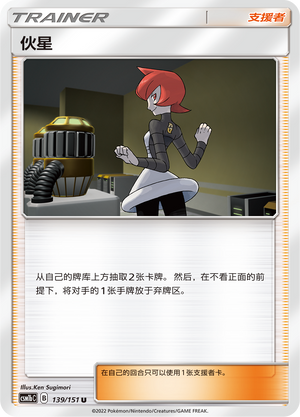 TRAINER
支援者
伙星
从自己的牌库上方抽取2张卡牌。然后，在不看正面的前
提下，将对手的1张手牌放于弃牌区。
在自己的回合只可以使用1张支援者卡。
Illus.Ken Sugimori
CSM1b C B 139/151 U
©2022 Pokémon/Nintendo/Creatures/GAME FREAK.